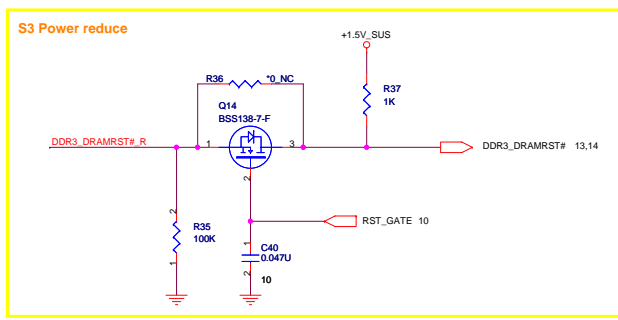 S3 Power reduce
+1.5V_SUS
R36 *0_NC
R37
1K
Q14
BSS138-7-F
DDR3_DRAMRST#_R
1
3
DDR3_DRAMRST# 13,14
2
2
R35
100K
1
RST_GATE 10
1
C40
0.047U
2
10